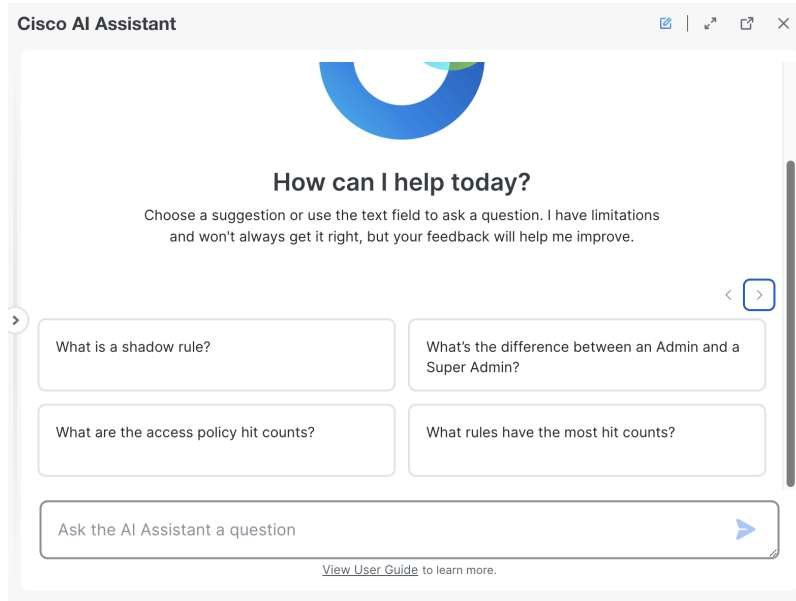 Cisco AI Assistant
How can I help today?
Choose a suggestion or use the text field to ask a question. I have limitations
and won't always get it right, but your feedback will help me improve.
What is a shadow rule?
What’s the difference between an Admin and a
Super Admin?
What are the access policy hit counts?
What rules have the most hit counts?
Ask the AI Assistant a question
View User Guide to learn more.